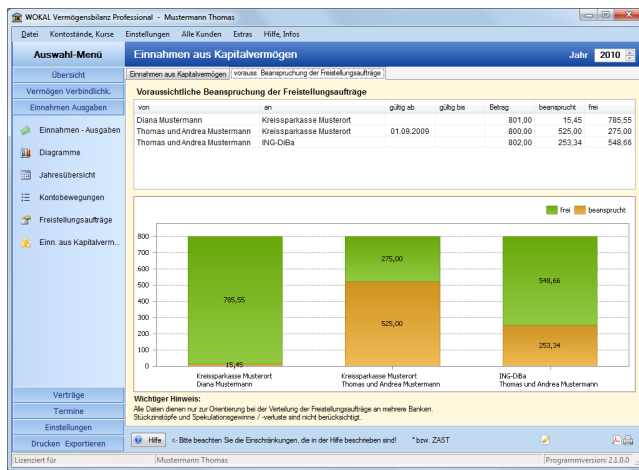 WOKAL Vermögensbilanz Professional - Mustermann Thomas
Datei Kontostände, Kurse Einstellungen Alle Kunden Extras Hilfe, Infos
Auswahl-Menü
Einnahmen aus Kapitalvermögen
Jahr 2010
Übersicht
Vermögen Verbindlichk.
Einnahmen Ausgaben
Einnahmen - Ausgaben
Diagramme
Jahresübersicht
Kontobewegungen
Freistellungsaufträge
Einn. aus Kapitalverm...
Verträge
Termine
Einstellungen
Drucken Exportieren
Einnahmen aus Kapitalvermögen vorauss. Beanspruchung der Freistellungsaufträge
Voraussichtliche Beanspruchung der Freistellungsaufträge
von an gültig ab gültig bis Betrag beansprucht frei
Diana Mustermann Kreissparkasse Musterort 801,00 15,45 785,55
Thomas und Andrea Mustermann Kreissparkasse Musterort 01.09.2009 800,00 525,00 275,00
Thomas und Andrea Mustermann ING-DiBa 802,00 253,34 548,66
frei beansprucht
800
700
600
500
400
300
200
100
0
785,55
15,45
275,00
525,00
548,66
253,34
Kreissparkasse Musterort
Diana Mustermann
Kreissparkasse Musterort
Thomas und Andrea Mustermann
ING-DiBa
Thomas und Andrea Mustermann
Wichtiger Hinweis:
Alle Daten dienen nur zur Orientierung bei der Verteilung der Freistellungsaufträge an mehrere Banken.
Stückzinstöpfe und Spekulationsgewinne / -verluste sind nicht berücksichtigt.
Hilfe <- Bitte beachten Sie die Einschränkungen, die in der Hilfe beschrieben sind! * bzw. ZAST
Lizenziert für Mustermann Thomas Programmversion: 2.1.0.0